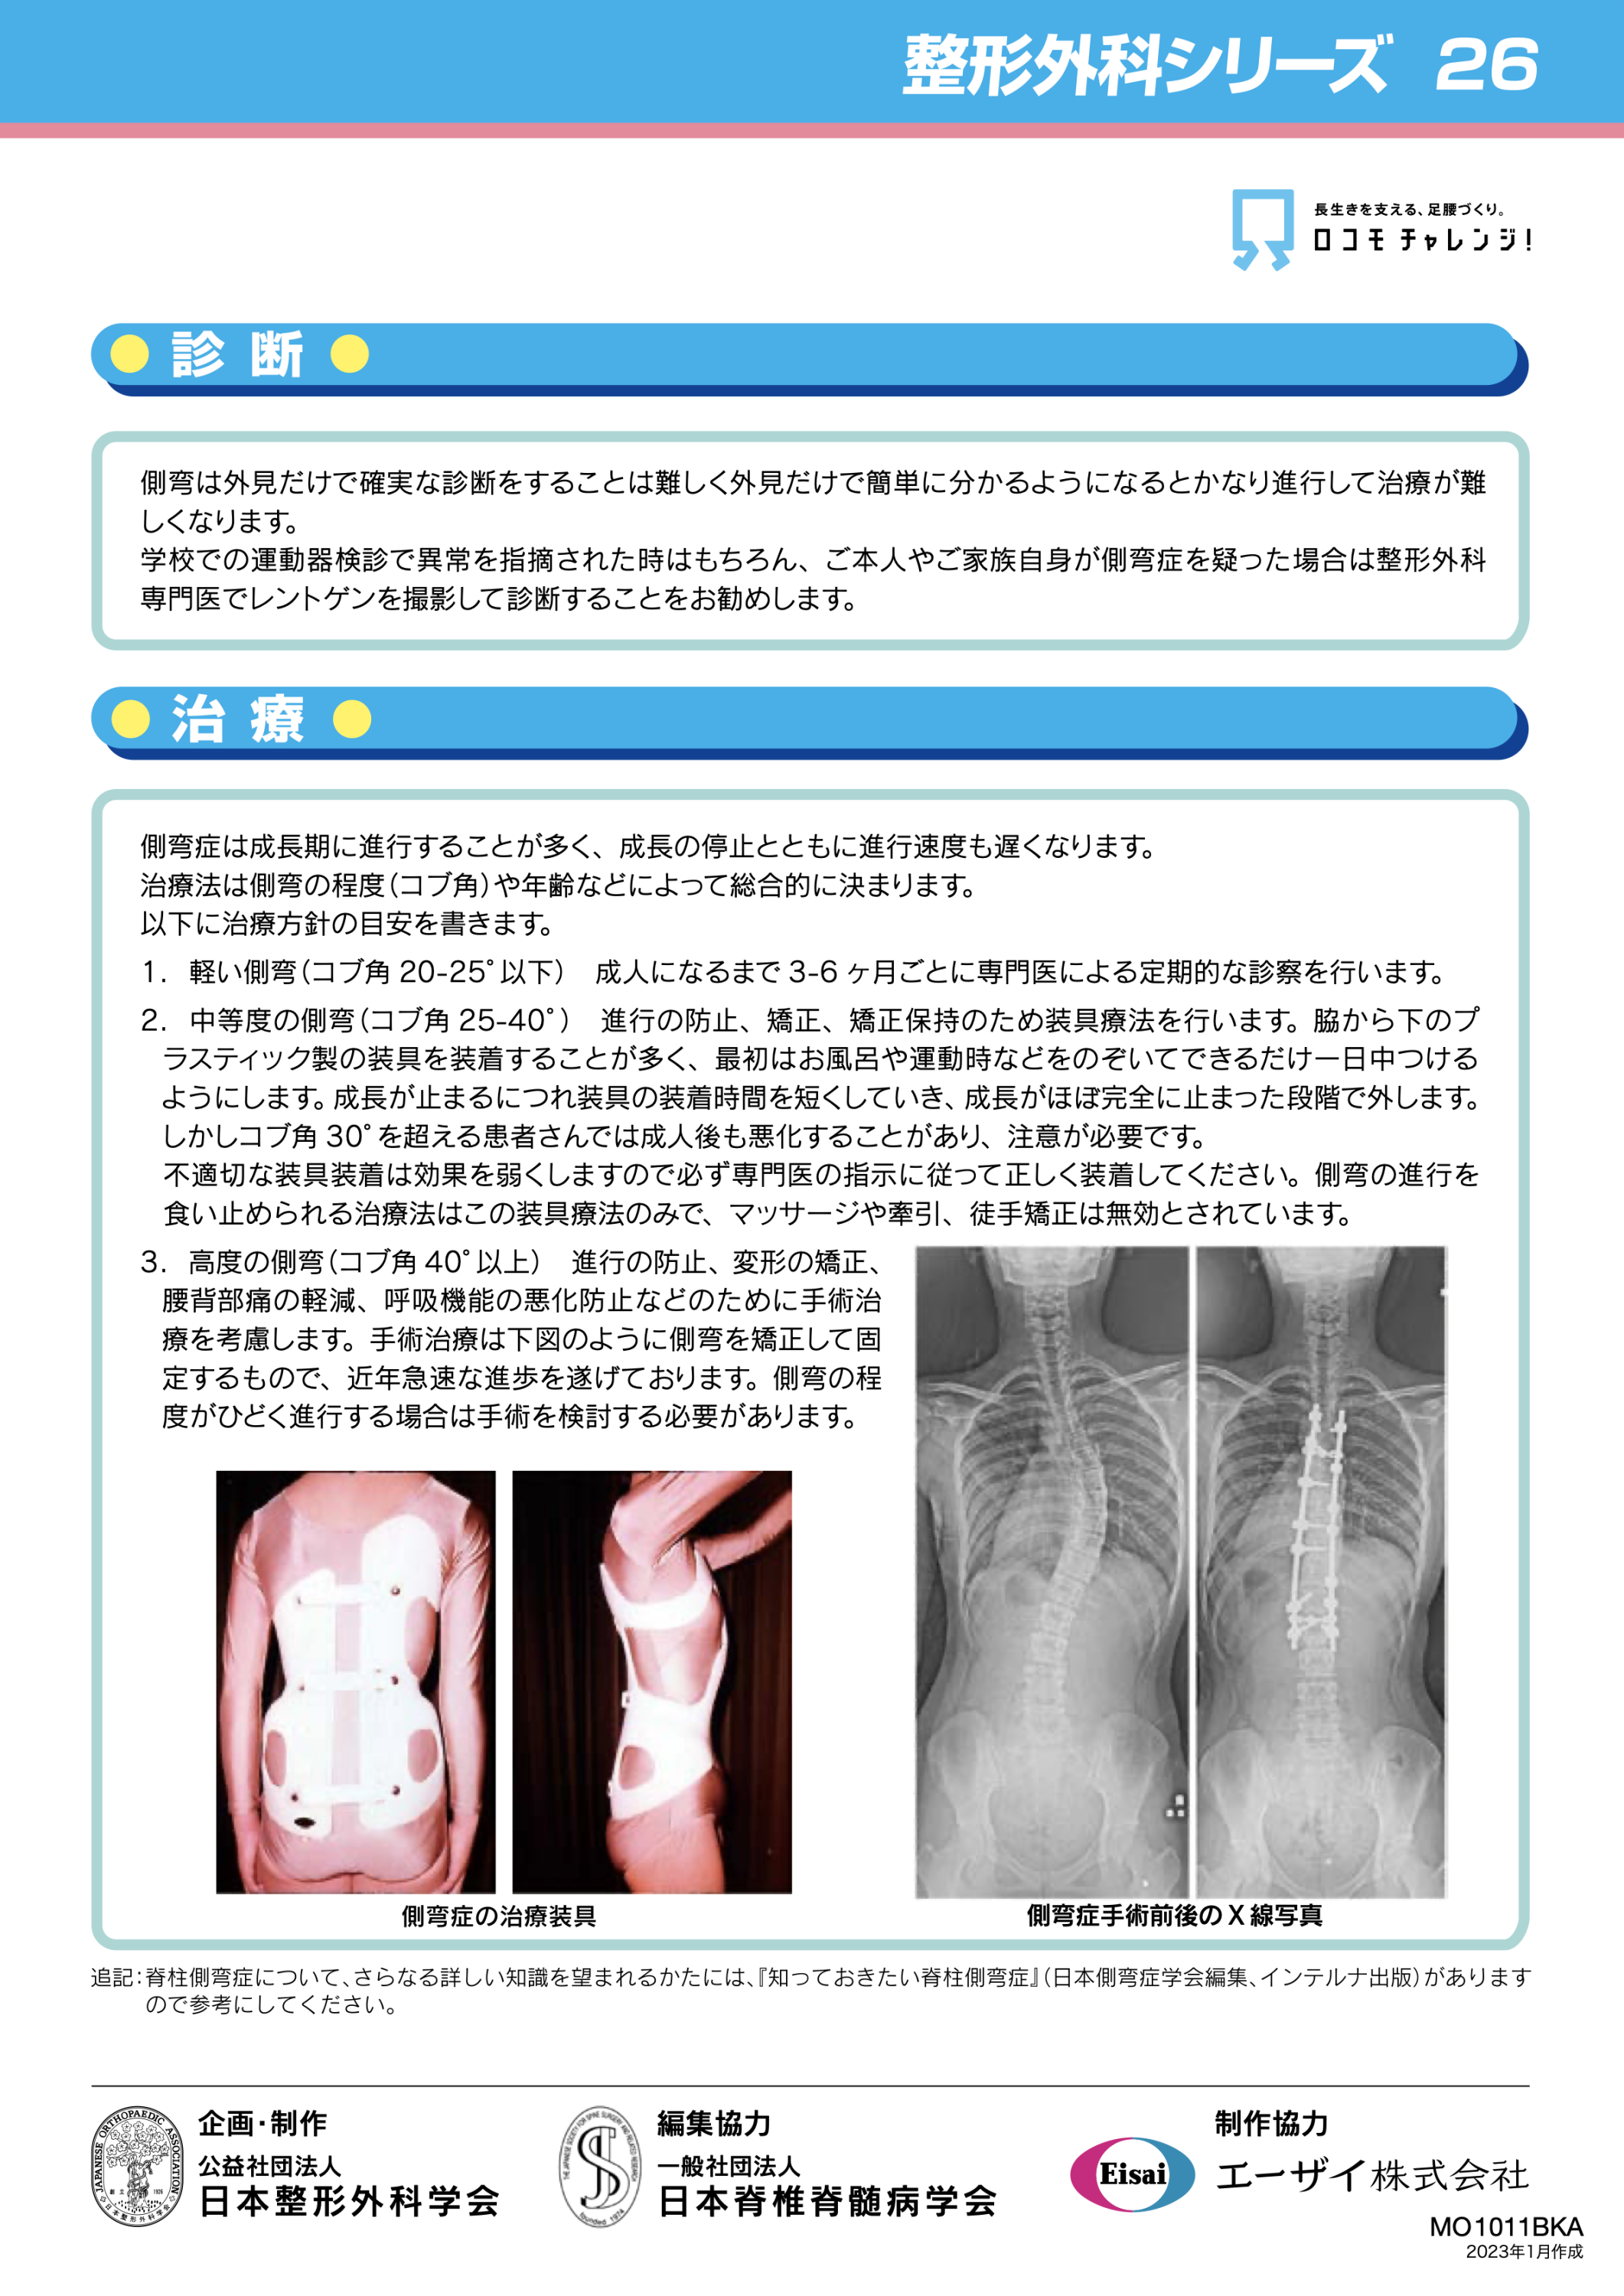 整形外科シリーズ 26
長生きを支える、足腰づくり。
ロコモ チャレンジ!
診断
側弯は外見だけで確実な診断をすることは難しく外見だけで簡単に分かるようになるとかなり進行して治療が難
しくなります。
学校での運動器検診で異常を指摘された時はもちろん、ご本人やご家族自身が側弯症を疑った場合は整形外科
専門医でレントゲンを撮影して診断することをお勧めします。
治療
側弯症は成長期に進行することが多く、成長の停止とともに進行速度も遅くなります。
治療法は側弯の程度(コブ角)や年齢などによって総合的に決まります。
以下に治療方針の目安を書きます。
1. 軽い側弯(コブ角 20-25°以下) 成人になるまで 3-6 ヶ月ごとに専門医による定期的な診察を行います。
2. 中等度の側弯(コブ角 25-40°) 進行の防止、矯正、矯正保持のため装具療法を行います。脇から下のプ
ラスティック製の装具を装着することが多く、最初はお風呂や運動時などをのぞいてできるだけ一日中つける
ようにします。成長が止まるにつれ装具の装着時間を短くしていき、成長がほぼ完全に止まった段階で外します。
しかしコブ角 30°を超える患者さんでは成人後も悪化することがあり、注意が必要です。
不適切な装具装着は効果を弱くしますので必ず専門医の指示に従って正しく装着してください。側弯の進行を
食い止められる治療法はこの装具療法のみで、マッサージや牽引、徒手矯正は無効とされています。
3. 高度の側弯(コブ角 40°以上) 進行の防止、変形の矯正、
腰背部痛の軽減、呼吸機能の悪化防止などのために手術治
療を考慮します。手術治療は下図のように側弯を矯正して固
定するもので、近年急速な進歩を遂げております。側弯の程
度がひどく進行する場合は手術を検討する必要があります。
側弯症の治療装具
側弯症手術前後のX線写真
追記:脊柱側弯症について、さらなる詳しい知識を望まれるかたには、『知っておきたい脊柱側弯症』(日本側弯症学会編集、インテルナ出版)があります
ので参考にしてください。
JAPANESE ORTHOPAEDIC ASSOCIATION
日本整形外科学会
企画・制作
公益社団法人
日本整形外科学会
founded 1974
編集協力
一般社団法人
日本脊椎脊髄病学会
Eisai
制作協力
エーザイ株式会社
MO1011BKA
2023年1月作成